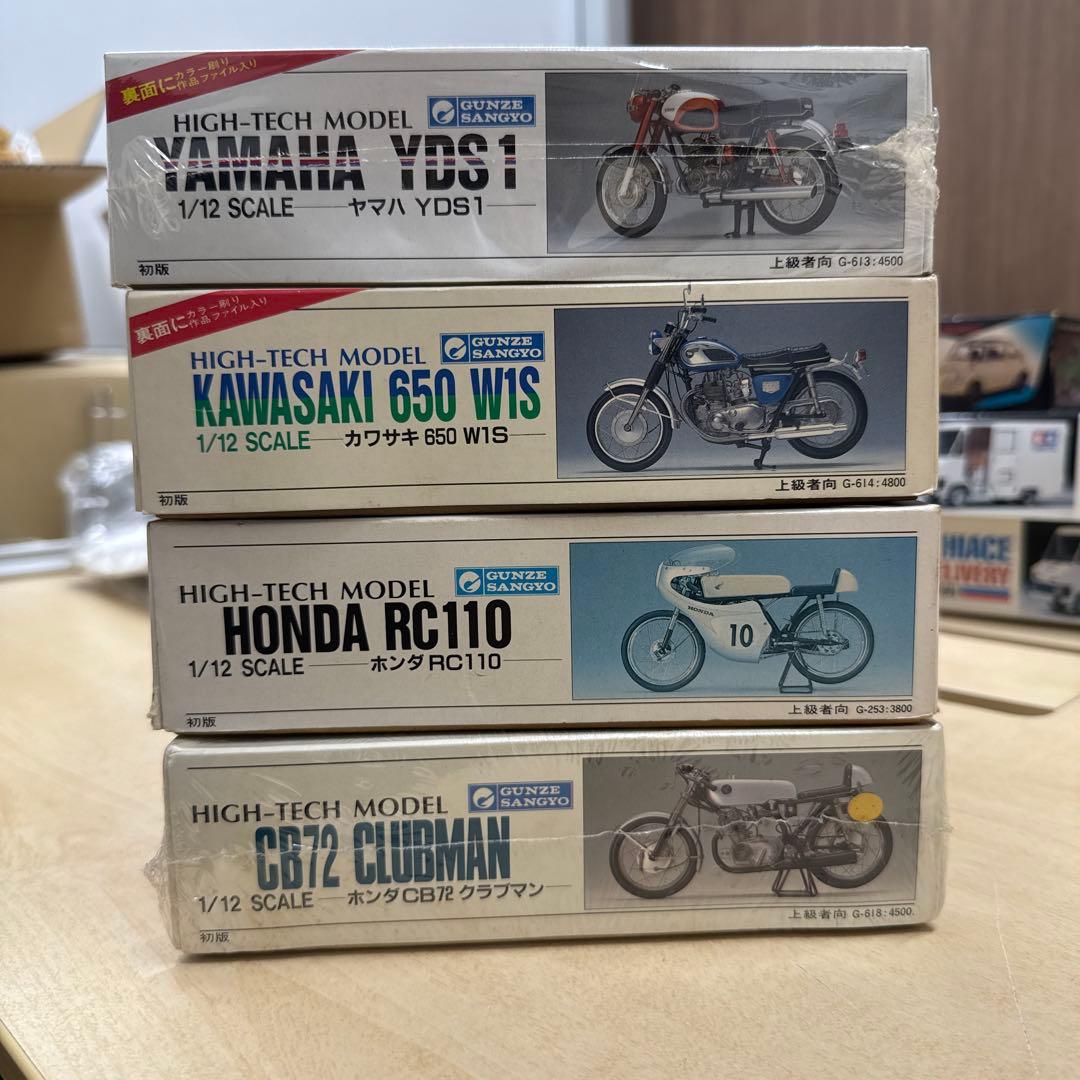 裏面にカラー刷り
作品ファイル入り
HIGH-TECH MODEL
GUNZE
SANGYO
YAMAHA YDS1
1/12 SCALE ヤマハ YDS1
初版
上級者向 G-613:4500
裏面にカラー刷り
作品ファイル入り
HIGH-TECH MODEL
GUNZE
SANGYO
KAWASAKI 650 W1S
1/12 SCALE カワサキ 650 W1S
初版
上級者向 G-614:4800
HIGH-TECH MODEL
GUNZE
SANGYO
HONDA RC110
1/12 SCALE ホンダ RC110
HONDA
10
初版
上級者向 G-253:3800
HIGH-TECH MODEL
GUNZE
SANGYO
CB72 CLUBMAN
1/12 SCALE ホンダCB72 クラブマン
初版
上級者向 G-618:4500.
HIACE